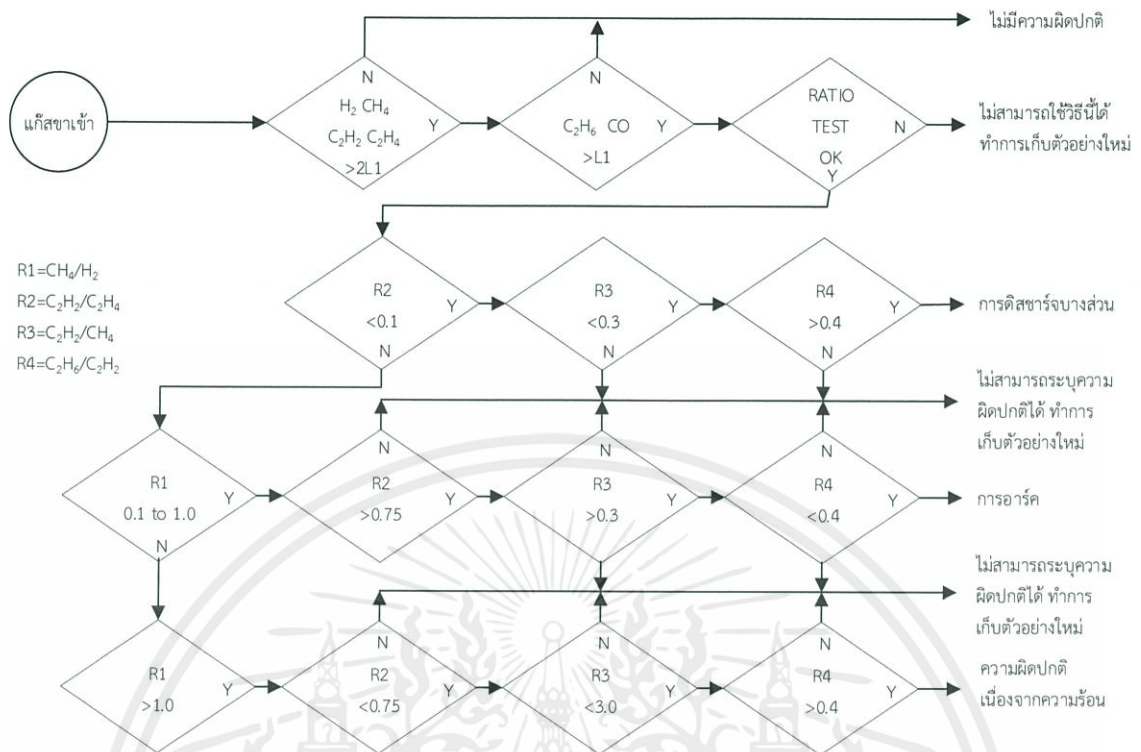 ไม่มีความผิดปกติ
แก๊สขาเข้า
N
H₂ CH₄
C₂H₂ C₂H₄
>2L1
Y
N
C₂H₆ CO
>L1
Y
RATIO
TEST
OK
Y
N
ไม่สามารถใช้วิธีนี้ได้
ทำการเก็บตัวอย่างใหม่
R1=CH₄/H₂
R2=C₂H₂/C₂H₄
R3=C₂H₂/CH₄
R4=C₂H₆/C₂H₂
R2
<0.1
Y
N
R3
<0.3
Y
N
R4
>0.4
Y
N
การดิสชาร์จบางส่วน
ไม่สามารถระบุความ
ผิดปกติได้ ทำการ
เก็บตัวอย่างใหม่
R1
0.1 to 1.0
Y
N
N
R2
>0.75
Y
N
R3
>0.3
Y
N
R4
<0.4
Y
การอาร์ค
ไม่สามารถระบุความ
ผิดปกติได้ ทำการ
เก็บตัวอย่างใหม่
R1
>1.0
Y
N
R2
<0.75
Y
N
R3
<3.0
Y
N
R4
>0.4
Y
ความผิดปกติ
เนื่องจากความร้อน